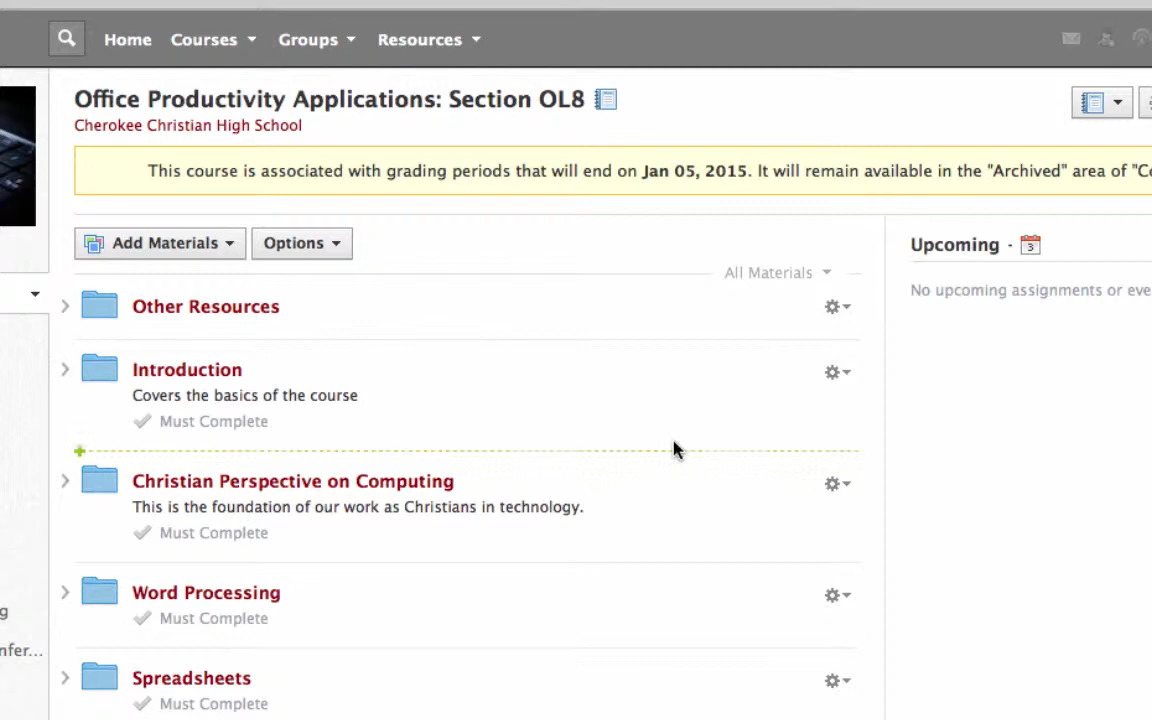 Home Courses Groups Resources
Office Productivity Applications: Section OL8
Cherokee Christian High School
This course is associated with grading periods that will end on Jan 05, 2015. It will remain available in the "Archived" area of
Add Materials Options
Upcoming · 3
All Materials
No upcoming assignments or
Other Resources
Introduction
Covers the basics of the course
Must Complete
Christian Perspective on Computing
This is the foundation of our work as Christians in technology.
Must Complete
Word Processing
Must Complete
Spreadsheets
Must Complete